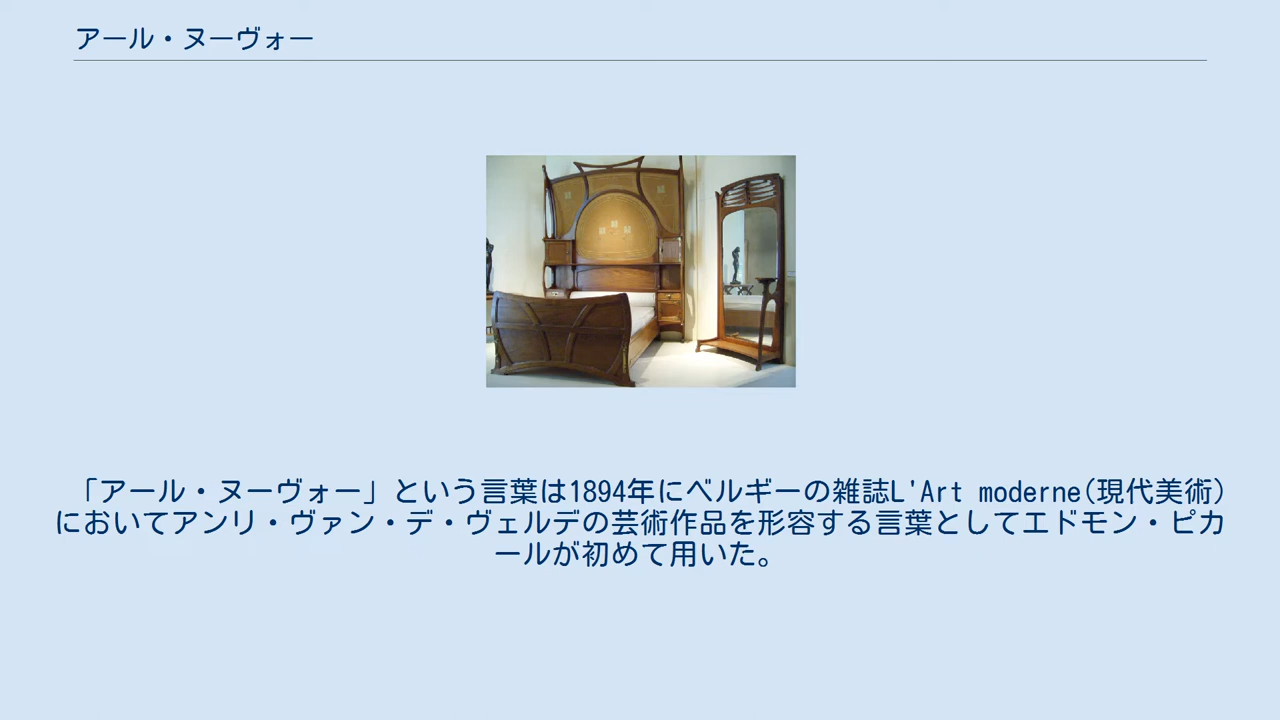 アール・ヌーヴォー
「アール・ヌーヴォー」という言葉は1894年にベルギーの雑誌L'Art moderne(現代美術)
においてアンリ・ヴァン・デ・ヴェルデの芸術作品を形容する言葉としてエドモン・ピカ
ールが初めて用いた。